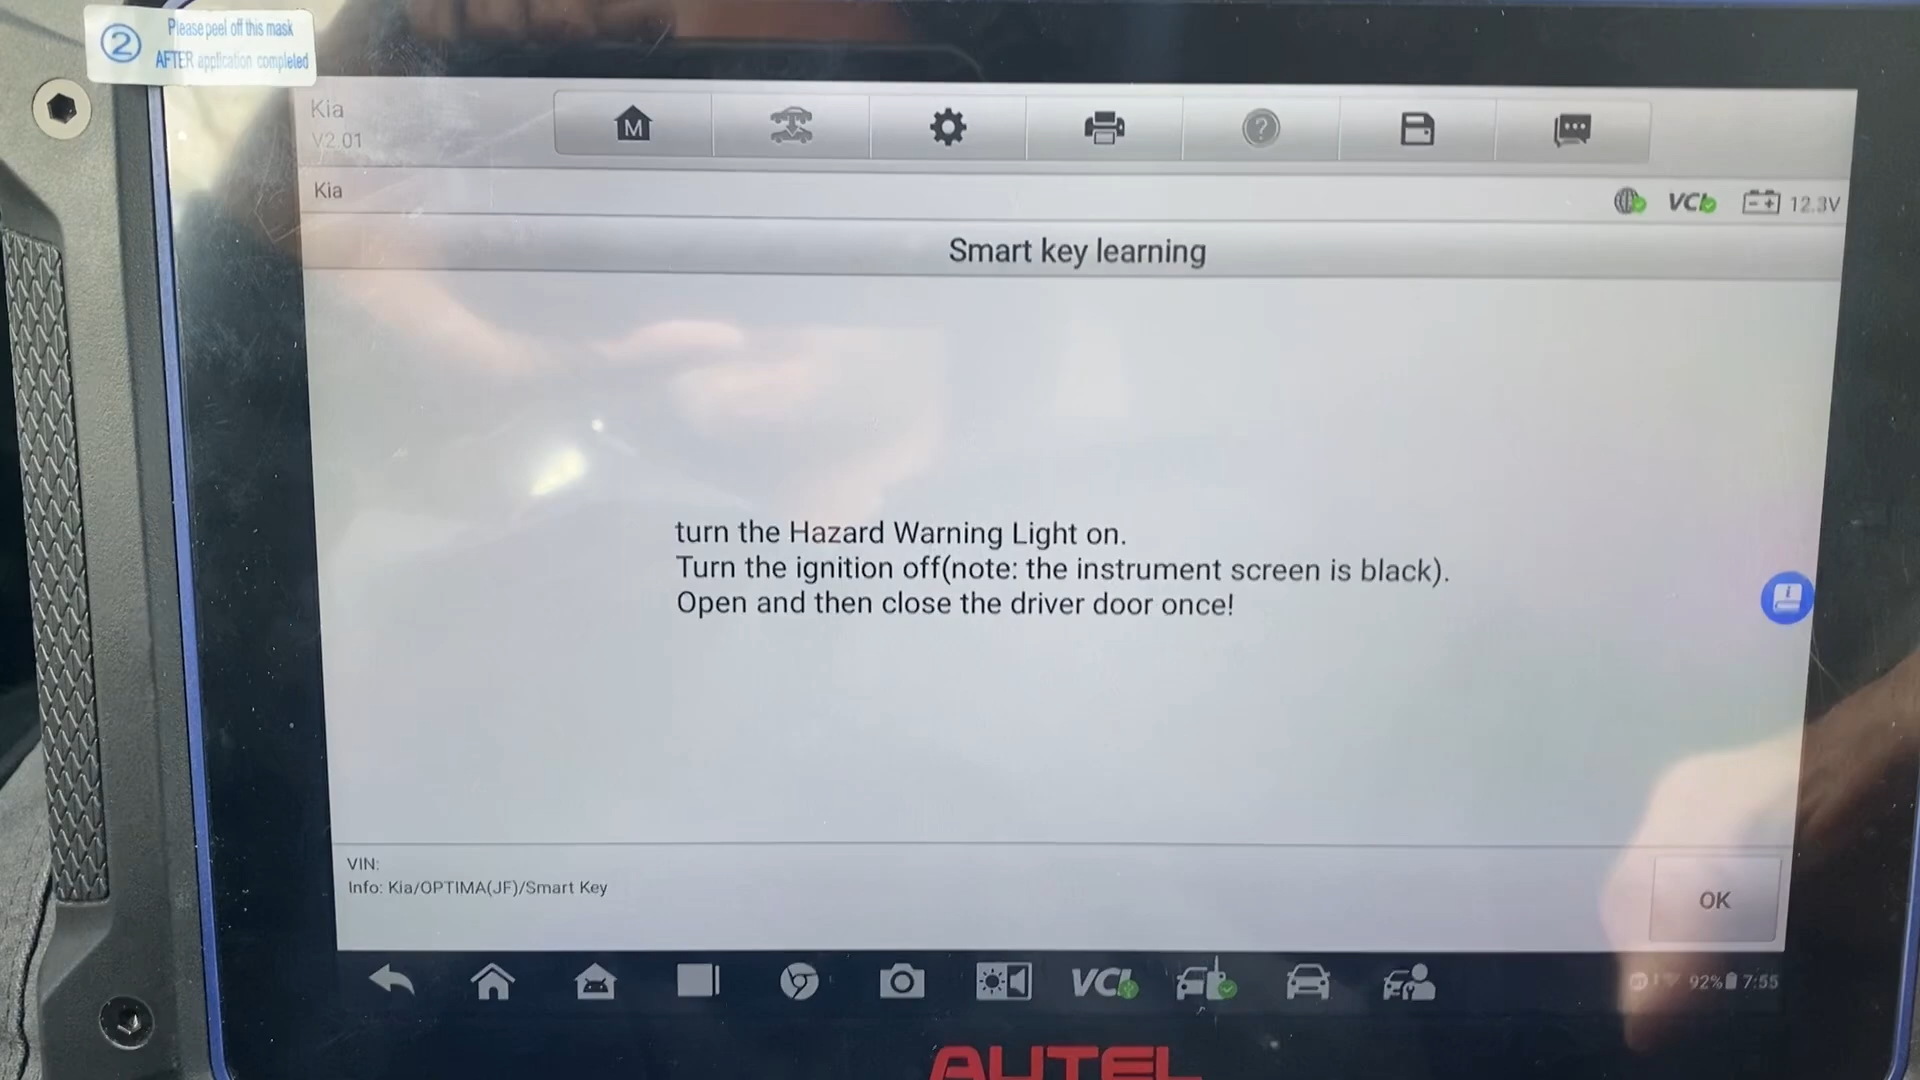 2
Please peel off this mask
AFTER application completed
Kia
V2.01
M
?
Kia
VCI
12.3V
Smart key learning
turn the Hazard Warning Light on.
Turn the ignition off(note: the instrument screen is black).
Open and then close the driver door once!
i
VIN:
Info: Kia/OPTIMA(JF)/Smart Key
OK
VCI
92% 7:55
AUTEL